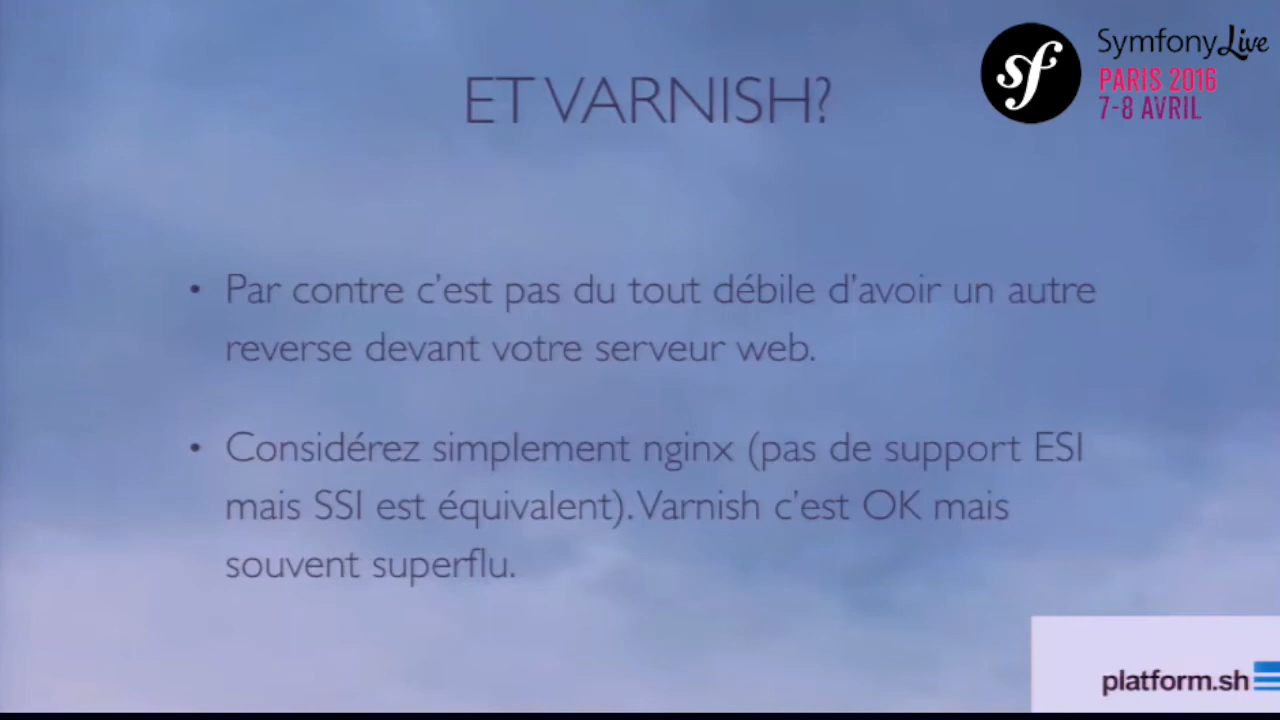 SymfonyLive
PARIS 2016
7-8 AVRIL
sf
ET VARNISH?
• Par contre c'est pas du tout débile d'avoir un autre
reverse devant votre serveur web.
• Considérez simplement nginx (pas de support ESI
mais SSI est équivalent). Varnish c'est OK mais
souvent superflu.
platform.sh